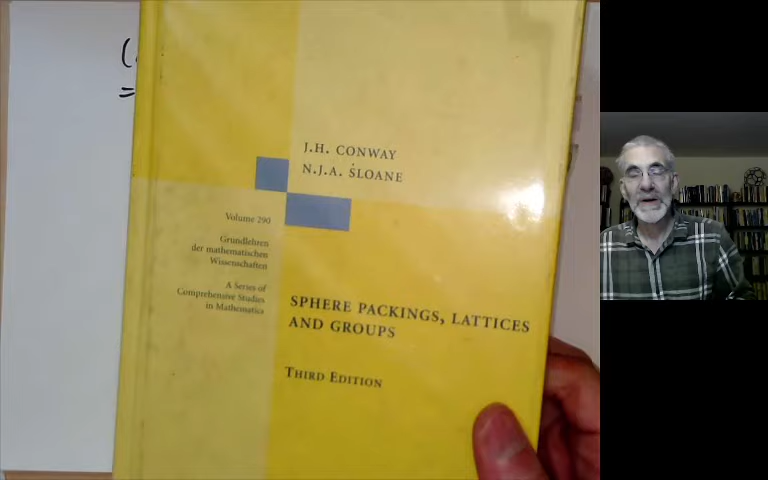 J.H. CONWAY
N.J.A. SLOANE
Volume 290
Grundlehren
der mathematischen
Wissenschaften
A Series of
Comprehensive Studies
in Mathematics
SPHERE PACKINGS, LATTICES
AND GROUPS
THIRD EDITION